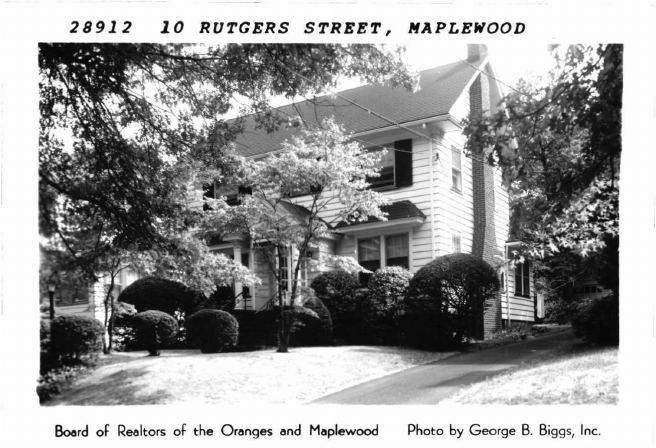 28912 10 RUTGERS STREET, MAPLEWOOD
Board of Realtors of the Oranges and Maplewood Photo by George B. Biggs, Inc.